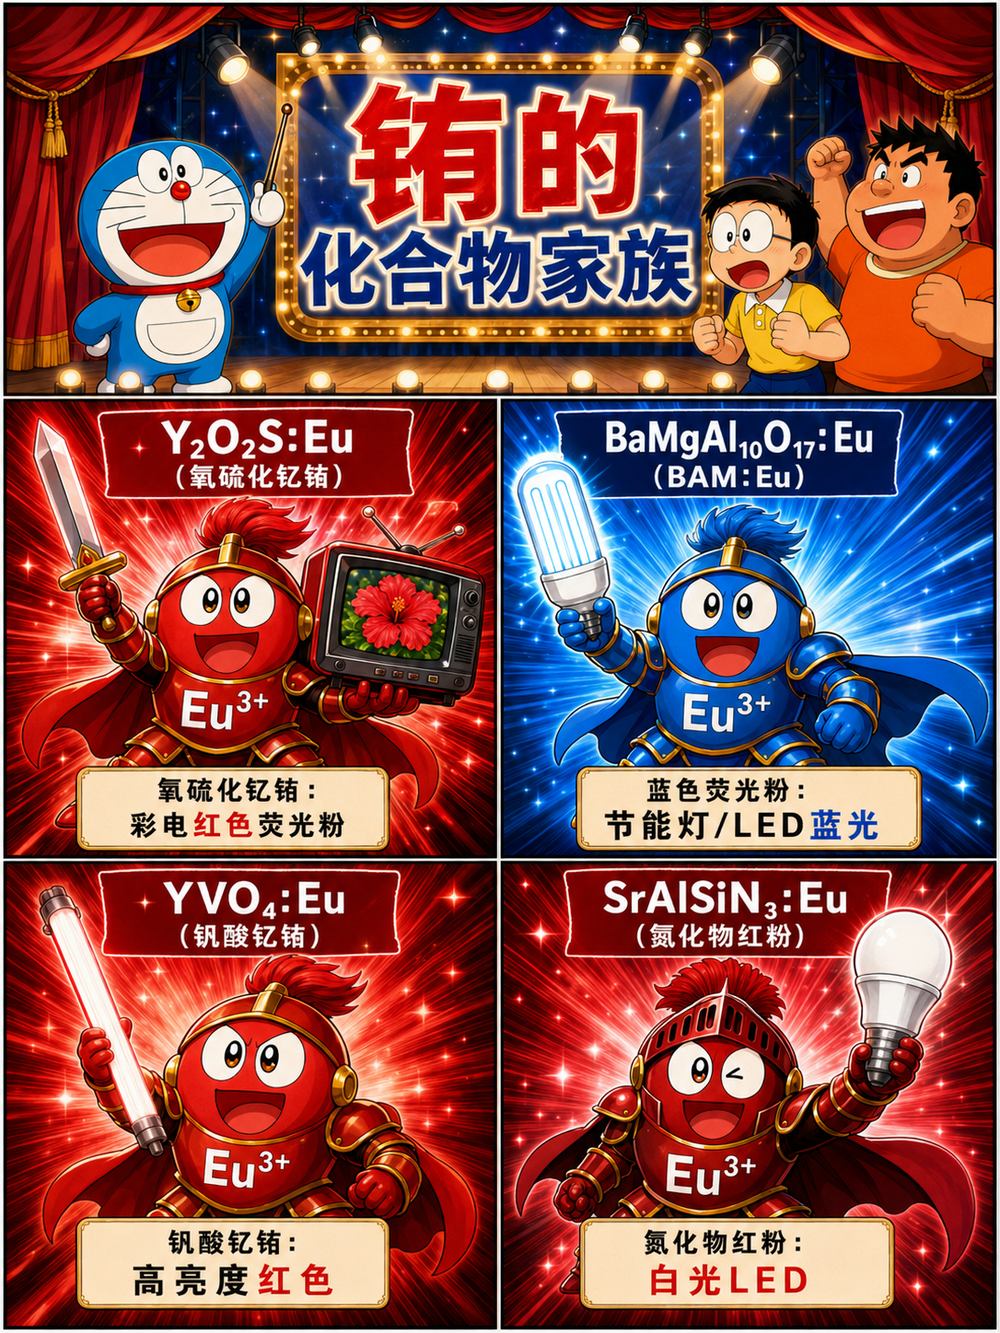 铕的
化合物家族
Y₂O₂S:Eu
(氧硫化钇铕)
Eu³⁺
氧硫化钇铕:
彩电红色荧光粉
BaMgAl₁₀O₁₇:Eu
(BAM:Eu)
Eu³⁺
蓝色荧光粉:
节能灯/LED蓝光
YVO₄:Eu
(钒酸钇铕)
Eu³⁺
钒酸钇铕:
高亮度红色
SrAlSiN₃:Eu
(氮化物红粉)
Eu³⁺
氮化物红粉:
白光LED